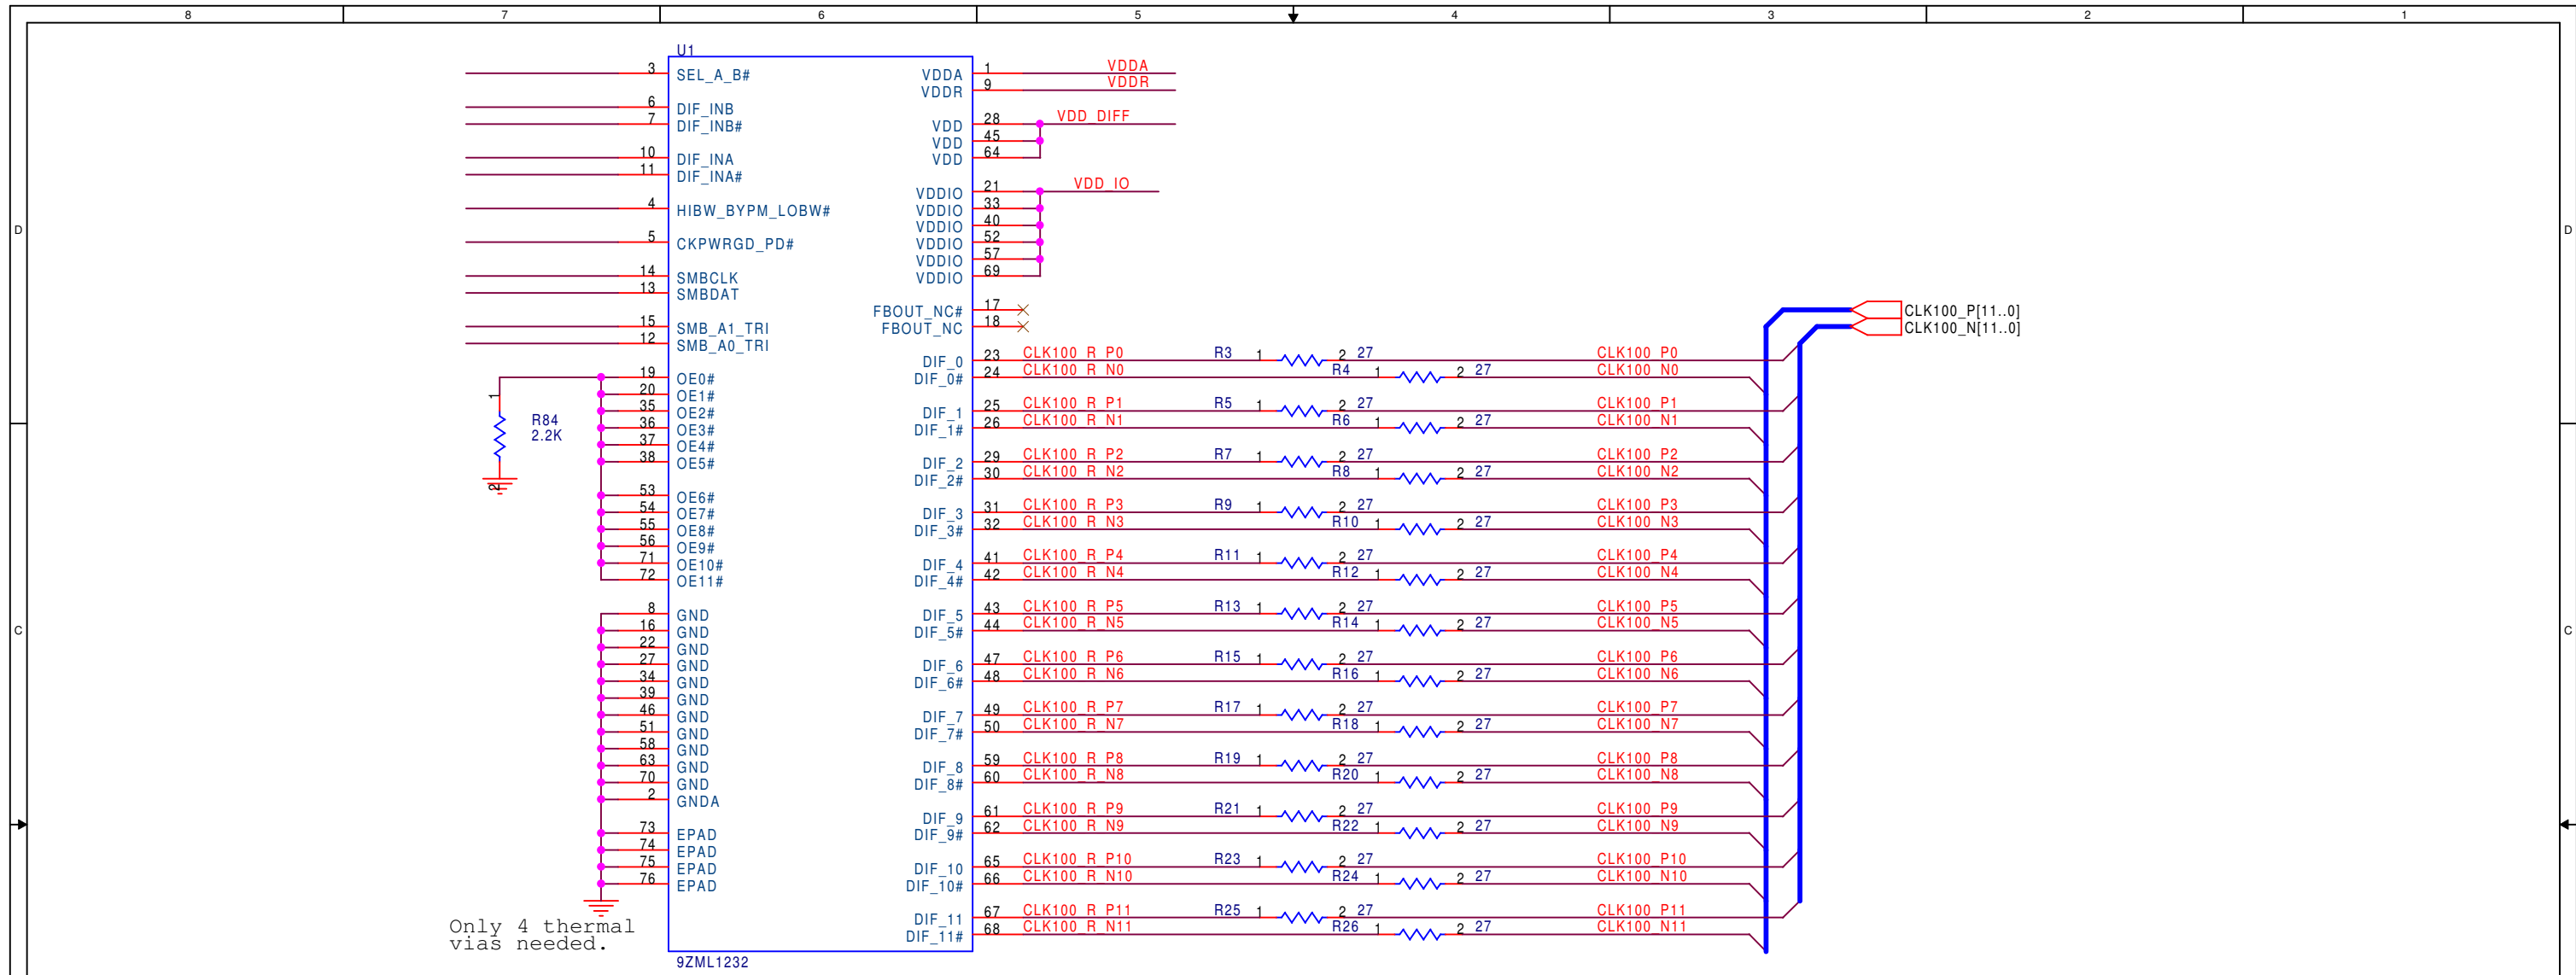 8 7 6 5 4 3 2 1
D D
C C
U1
3 SEL_A_B#
6 DIF_INB
7 DIF_INB#
10 DIF_INA
11 DIF_INA#
4 HIBW_BYPM_LOBW#
5 CKPWRGD_PD#
14 SMBCLK
13 SMBDAT
15 SMB_A1_TRI
12 SMB_A0_TRI
19 OE0#
20 OE1#
35 OE2#
36 OE3#
37 OE4#
38 OE5#
53 OE6#
54 OE7#
55 OE8#
56 OE9#
71 OE10#
72 OE11#
1
R84
2.2K
2
8 GND
16 GND
22 GND
27 GND
34 GND
39 GND
46 GND
51 GND
58 GND
63 GND
70 GND
2 GNDA
73 EPAD
74 EPAD
75 EPAD
76 EPAD
Only 4 thermal
vias needed.
9ZML1232
VDDA 1 VDDA
VDDR 9 VDDR
VDD 28 VDD_DIFF
VDD 45
VDD 64
VDDIO 21 VDD_IO
VDDIO 33
VDDIO 40
VDDIO 52
VDDIO 57
VDDIO 69
FBOUT_NC# 17
FBOUT_NC 18
CLK100_P[11..0]
CLK100_N[11..0]
DIF_0 23 CLK100_R_P0 R3 1 2 27 CLK100_P0
DIF_0# 24 CLK100_R_N0 R4 1 2 27 CLK100_N0
DIF_1 25 CLK100_R_P1 R5 1 2 27 CLK100_P1
DIF_1# 26 CLK100_R_N1 R6 1 2 27 CLK100_N1
DIF_2 29 CLK100_R_P2 R7 1 2 27 CLK100_P2
DIF_2# 30 CLK100_R_N2 R8 1 2 27 CLK100_N2
DIF_3 31 CLK100_R_P3 R9 1 2 27 CLK100_P3
DIF_3# 32 CLK100_R_N3 R10 1 2 27 CLK100_N3
DIF_4 41 CLK100_R_P4 R11 1 2 27 CLK100_P4
DIF_4# 42 CLK100_R_N4 R12 1 2 27 CLK100_N4
DIF_5 43 CLK100_R_P5 R13 1 2 27 CLK100_P5
DIF_5# 44 CLK100_R_N5 R14 1 2 27 CLK100_N5
DIF_6 47 CLK100_R_P6 R15 1 2 27 CLK100_P6
DIF_6# 48 CLK100_R_N6 R16 1 2 27 CLK100_N6
DIF_7 49 CLK100_R_P7 R17 1 2 27 CLK100_P7
DIF_7# 50 CLK100_R_N7 R18 1 2 27 CLK100_N7
DIF_8 59 CLK100_R_P8 R19 1 2 27 CLK100_P8
DIF_8# 60 CLK100_R_N8 R20 1 2 27 CLK100_N8
DIF_9 61 CLK100_R_P9 R21 1 2 27 CLK100_P9
DIF_9# 62 CLK100_R_N9 R22 1 2 27 CLK100_N9
DIF_10 65 CLK100_R_P10 R23 1 2 27 CLK100_P10
DIF_10# 66 CLK100_R_N10 R24 1 2 27 CLK100_N10
DIF_11 67 CLK100_R_P11 R25 1 2 27 CLK100_P11
DIF_11# 68 CLK100_R_N11 R26 1 2 27 CLK100_N11